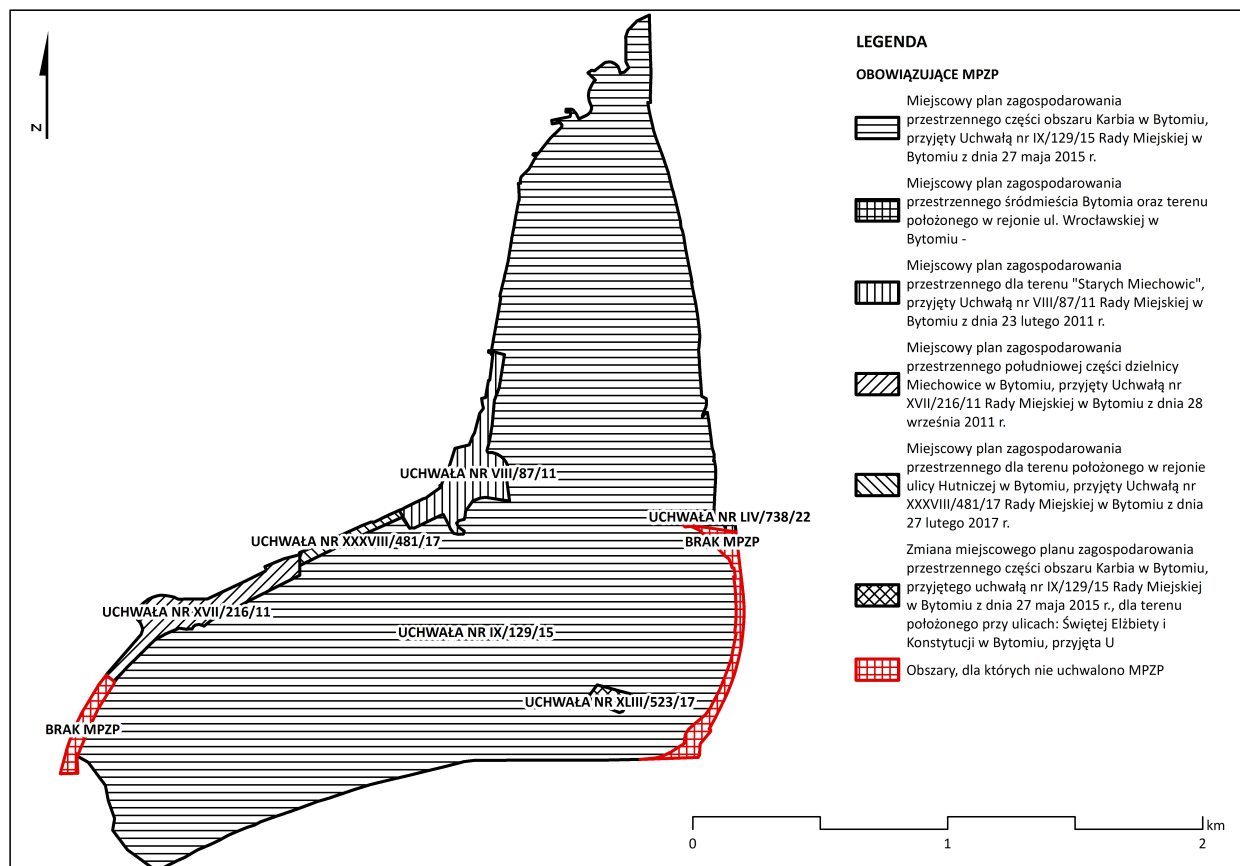 Z
LEGENDA
OBOWIĄZUJĄCE MPZP
Miejscowy plan zagospodarowania
przestrzennego części obszaru Karbia w Bytomiu,
przyjęty Uchwałą nr IX/129/15 Rady Miejskiej w
Bytomiu z dnia 27 maja 2015 r.
Miejscowy plan zagospodarowania
przestrzennego śródmieścia Bytomia oraz terenu
położonego w rejonie ul. Wrocławskiej w
Bytomiu -
Miejscowy plan zagospodarowania
przestrzennego dla terenu "Starych Miechowic",
przyjęty Uchwałą nr VIII/87/11 Rady Miejskiej w
Bytomiu z dnia 23 lutego 2011 r.
Miejscowy plan zagospodarowania
przestrzennego południowej części dzielnicy
Miechowice w Bytomiu, przyjęty Uchwałą nr
XVII/216/11 Rady Miejskiej w Bytomiu z dnia 28
września 2011 r.
Miejscowy plan zagospodarowania
przestrzennego dla terenu położonego w rejonie
ulicy Hutniczej w Bytomiu, przyjęty Uchwałą nr
XXXVIII/481/17 Rady Miejskiej w Bytomiu z dnia
27 lutego 2017 r.
Zmiana miejscowego planu zagospodarowania
przestrzennego części obszaru Karbia w Bytomiu,
przyjętego uchwałą nr IX/129/15 Rady Miejskiej
w Bytomiu z dnia 27 maja 2015 r., dla terenu
położonego przy ulicach: Świętej Elżbiety i
Konstytucji w Bytomiu, przyjęta U
Obszary, dla których nie uchwalono MPZP
UCHWAŁA NR VIII/87/11
UCHWAŁA NR LIV/738/22
UCHWAŁA NR XXXVIII/481/17
BRAK MPZP
UCHWAŁA NR XVII/216/11
UCHWAŁA NR IX/129/15
UCHWAŁA NR XLIII/523/17
BRAK MPZP
km
0 1 2